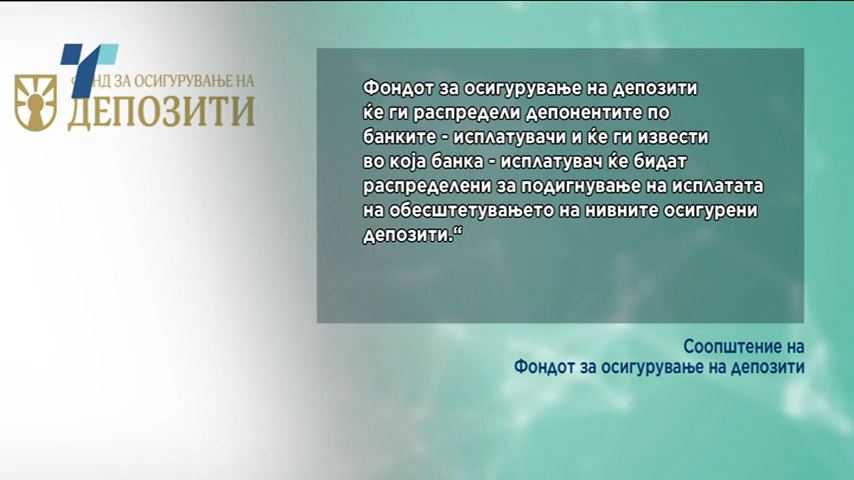 ФОНД ЗА ОСИГУРУВАЊЕ НА
ДЕПОЗИТИ
Фондот за осигурување на депозити
ќе ги распредели депонентите по
банките - исплатувачи и ќе ги извести
во која банка - исплатувач ќе бидат
распределени за подигнување на исплатата
на обесштетувањето на нивните осигурени
депозити.“
Соопштение на
Фондот за осигурување на депозити